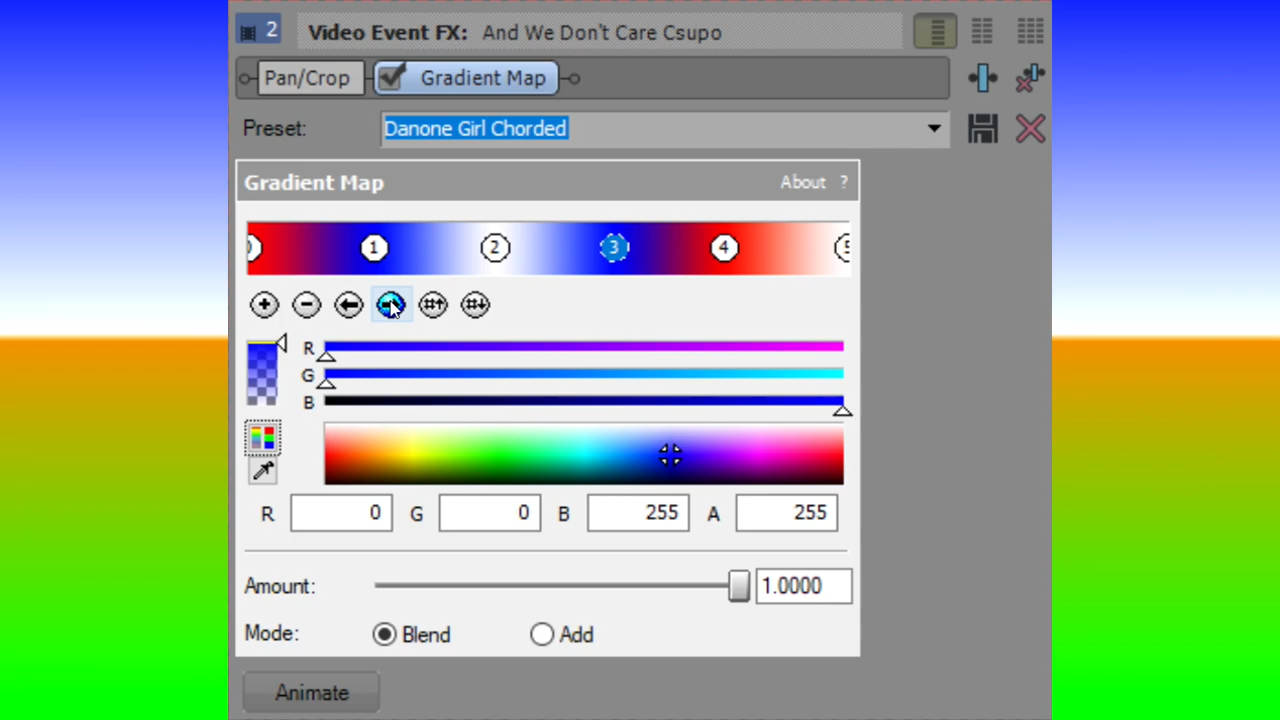 2 Video Event FX: And We Don't Care Csupo
Pan/Crop Gradient Map
Preset: Danone Girl Chorded
Gradient Map About ?
1 2 3 4 5
R
G
B
R 0 G 0 B 255 A 255
Amount: 1.0000
Mode: Blend Add
Animate